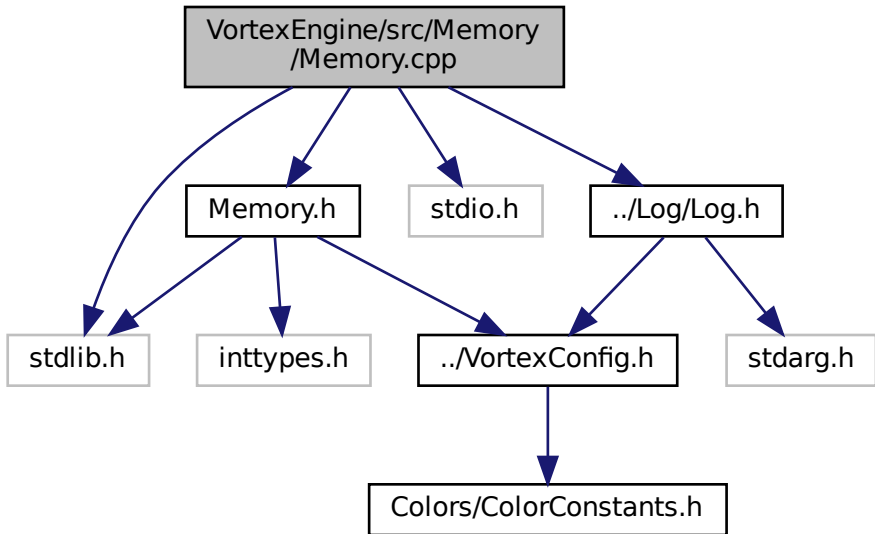 VortexEngine/src/Memory
/Memory.cpp
Memory.h
stdio.h
../Log/Log.h
stdlib.h
inttypes.h
../VortexConfig.h
stdarg.h
Colors/ColorConstants.h